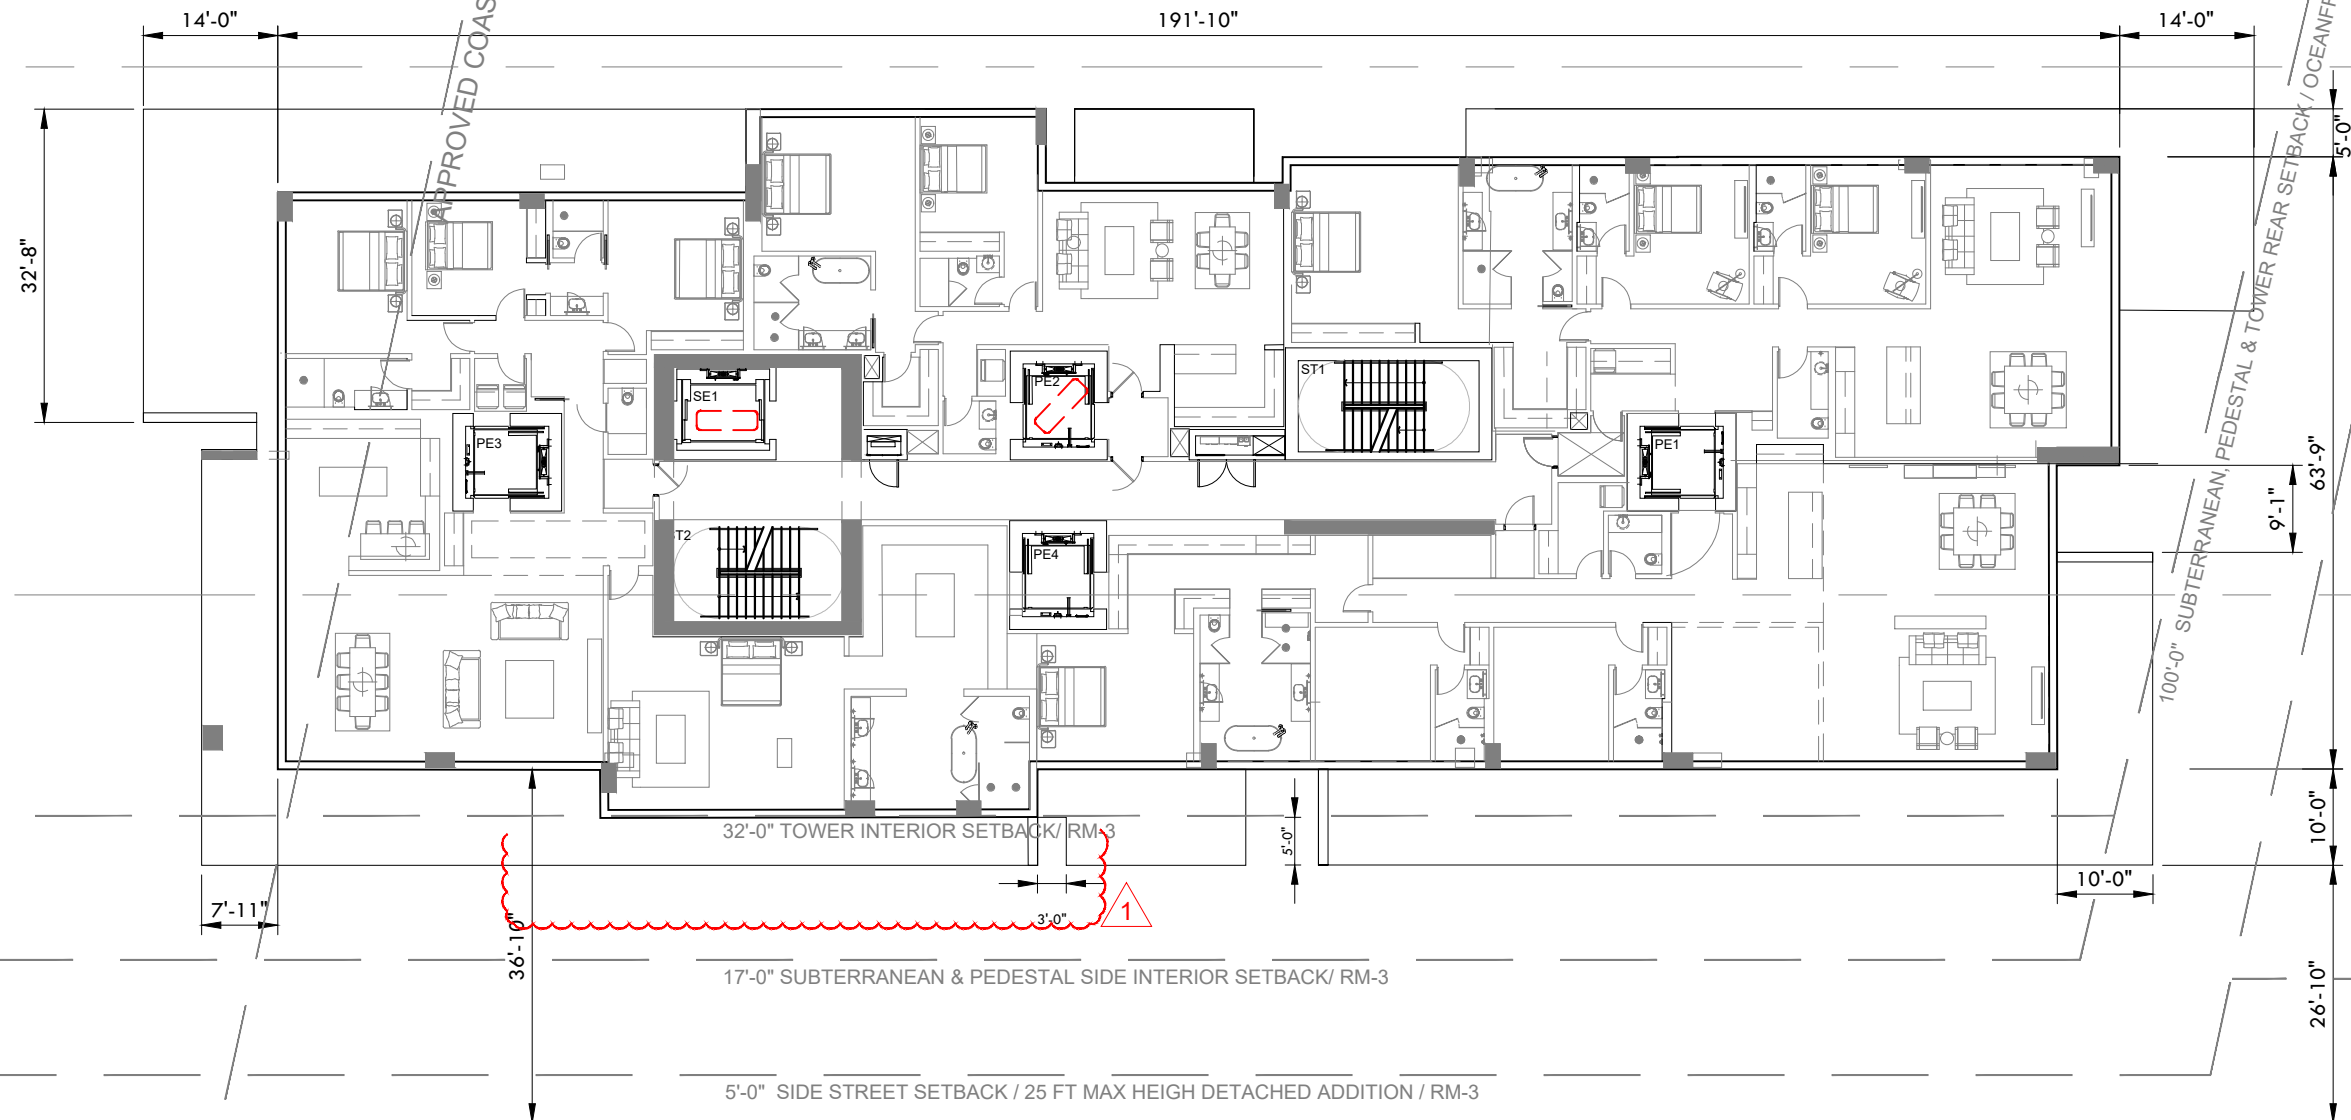 14'-0"
191'-10"
14'-0"
APPROVED COAS
5'-0"
32'-8"
100'-0" SUBTERRANEAN, PEDESTAL & TOWER REAR SETBACK / OCEANFR
SE1
PE2
ST1
PE3
PE1
63'-9"
9'-1"
ST2
PE4
32'-0" TOWER INTERIOR SETBACK/ RM-3
5'-0"
10'-0"
10'-0"
7'-11"
3'-0"
1
36'-10"
17'-0" SUBTERRANEAN & PEDESTAL SIDE INTERIOR SETBACK/ RM-3
26'-10"
5'-0" SIDE STREET SETBACK / 25 FT MAX HEIGH DETACHED ADDITION / RM-3